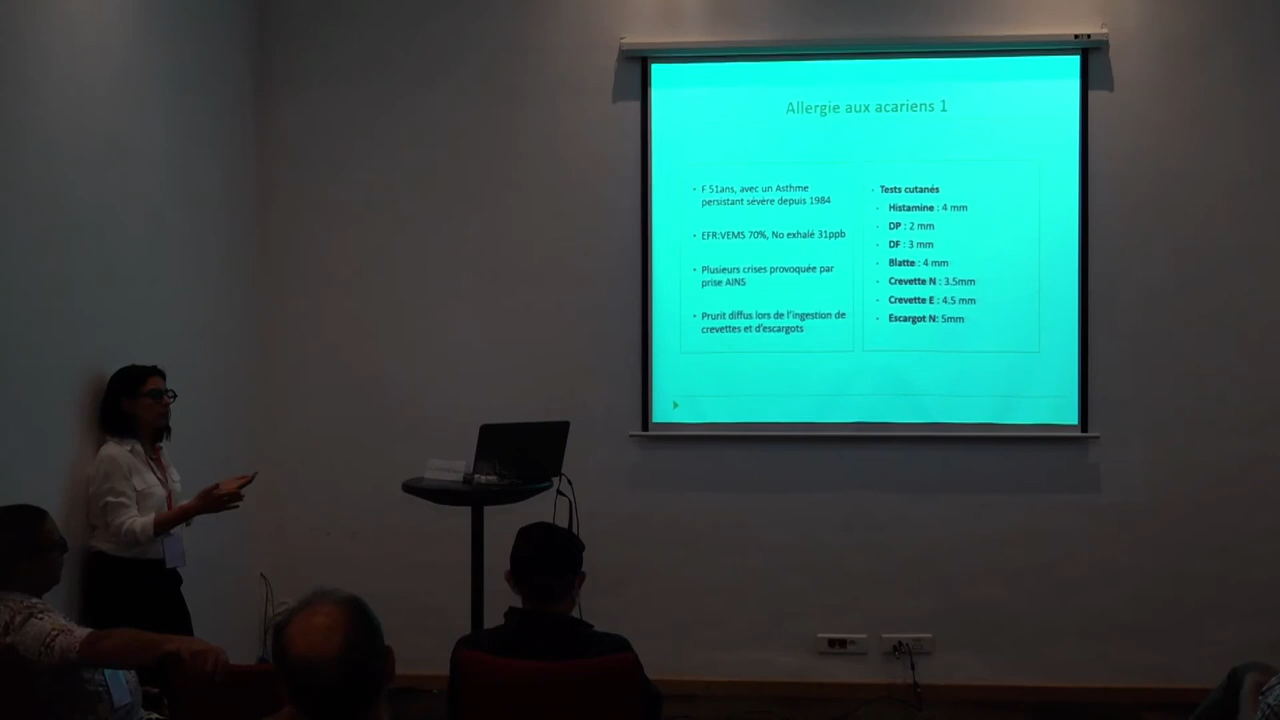 Allergie aux acariens 1
• F 51ans, avec un Asthme
persistant sévère depuis 1984
• EFR:VEMS 70%, No exhalé 31ppb
• Plusieurs crises provoquée par
prise AINS
• Prurit diffus lors de l'ingestion de
crevettes et d'escargots
• Tests cutanés
• Histamine : 4 mm
• DP : 2 mm
• DF : 3 mm
• Blatte : 4 mm
• Crevette N : 3.5mm
• Crevette E : 4.5 mm
• Escargot N: 5mm